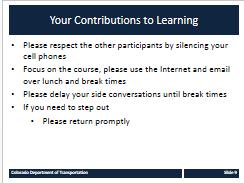 Your Contributions to Learning
• Please respect the other participants by silencing your
cell phones
• Focus on the course, please use the Internet and email
over lunch and break times
• Please delay your side conversations until break times
• If you need to step out
• Please return promptly
Colorado Department of Transportation
Slide 9